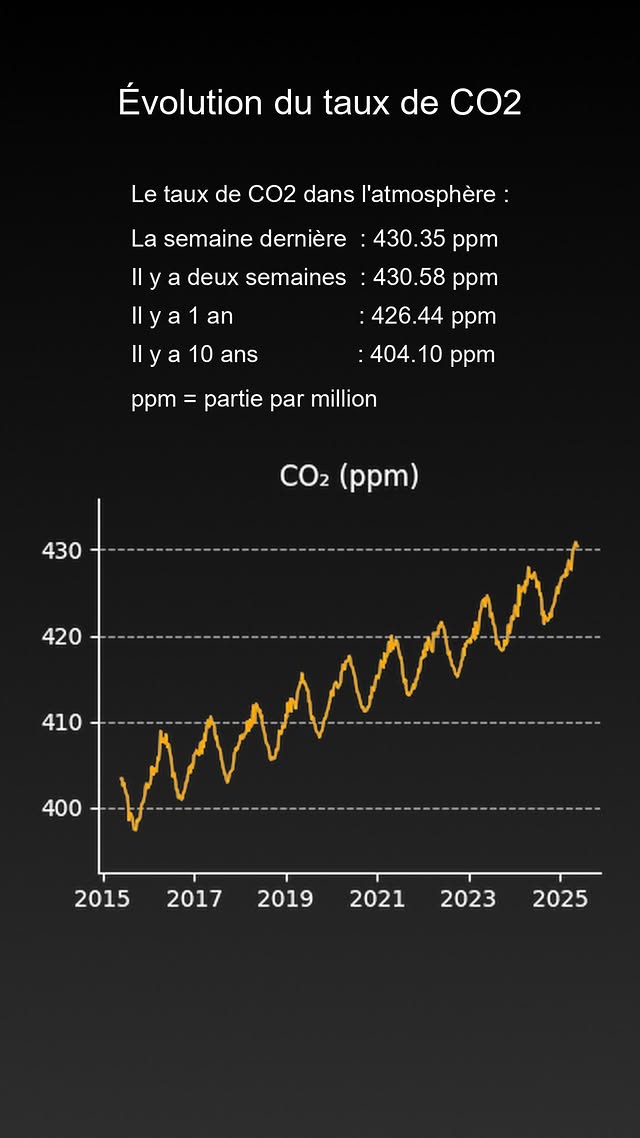 Évolution du taux de CO2
Le taux de CO2 dans l'atmosphère :
La semaine dernière : 430.35 ppm
Il y a deux semaines : 430.58 ppm
Il y a 1 an : 426.44 ppm
Il y a 10 ans : 404.10 ppm
ppm = partie par million
CO₂ (ppm)
430
420
410
400
2015 2017 2019 2021 2023 2025